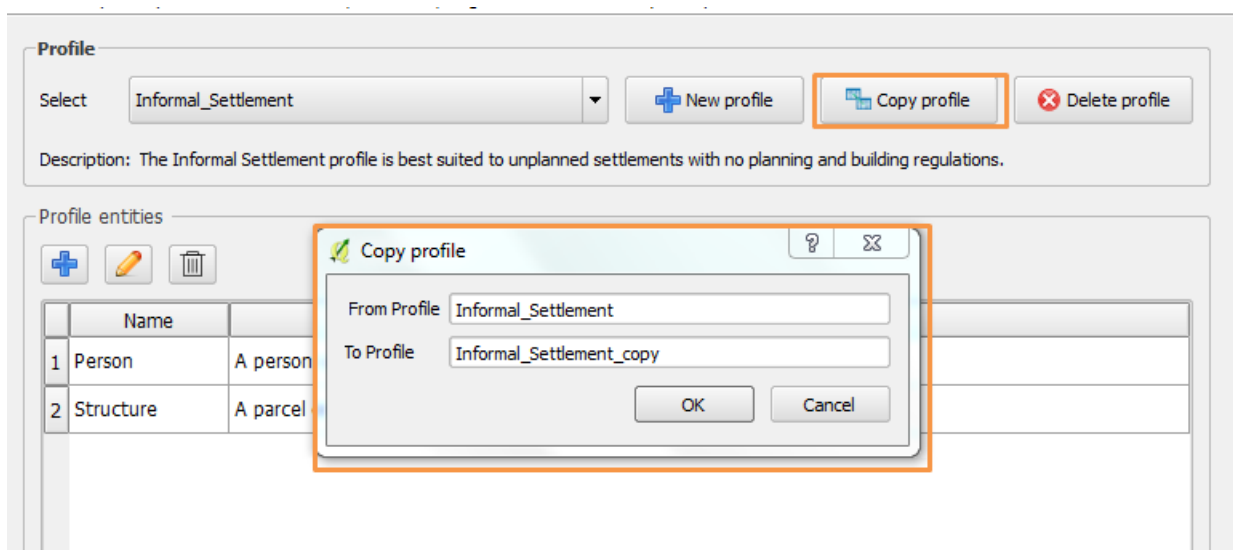 Profile
Select Informal_Settlement New profile Copy profile Delete profile
Description: The Informal Settlement profile is best suited to unplanned settlements with no planning and building regulations.
Profile entities
Copy profile
From Profile Informal_Settlement
Name
To Profile Informal_Settlement_copy
1 Person A person
2 Structure A parcel
OK Cancel